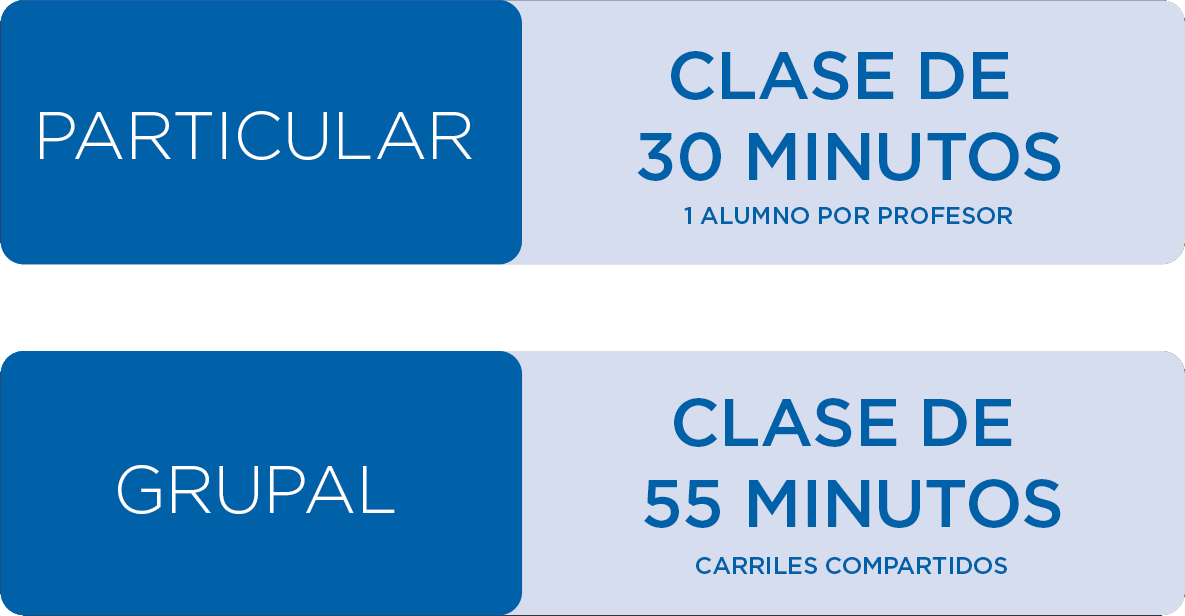 PARTICULAR
CLASE DE
30 MINUTOS
1 ALUMNO POR PROFESOR
GRUPAL
CLASE DE
55 MINUTOS
CARRILES COMPARTIDOS